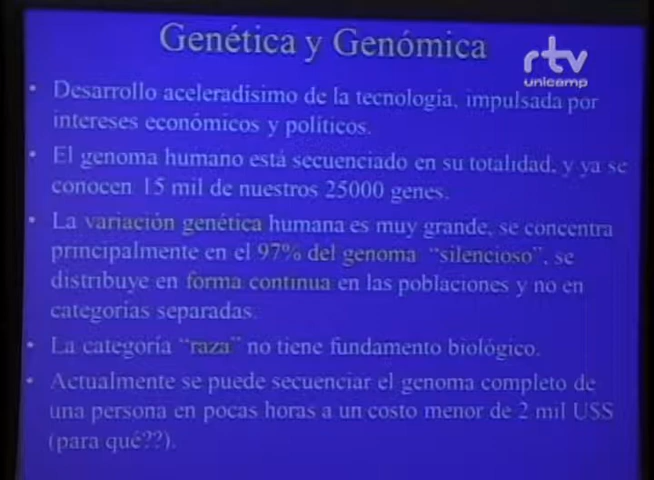 Genética y Genómica
rtv
unicamp
• Desarrollo aceleradísimo de la tecnología, impulsada por
intereses económicos y políticos.
• El genoma humano está secuenciado en su totalidad, y ya se
conocen 15 mil de nuestros 25000 genes.
• La variación genética humana es muy grande, se concentra
principalmente en el 97% del genoma “silencioso”, se
distribuye en forma continua en las poblaciones y no en
categorías separadas.
• La categoría “raza” no tiene fundamento biológico.
• Actualmente se puede secuenciar el genoma completo de
una persona en pocas horas a un costo menor de 2 mil US$
(para qué??).